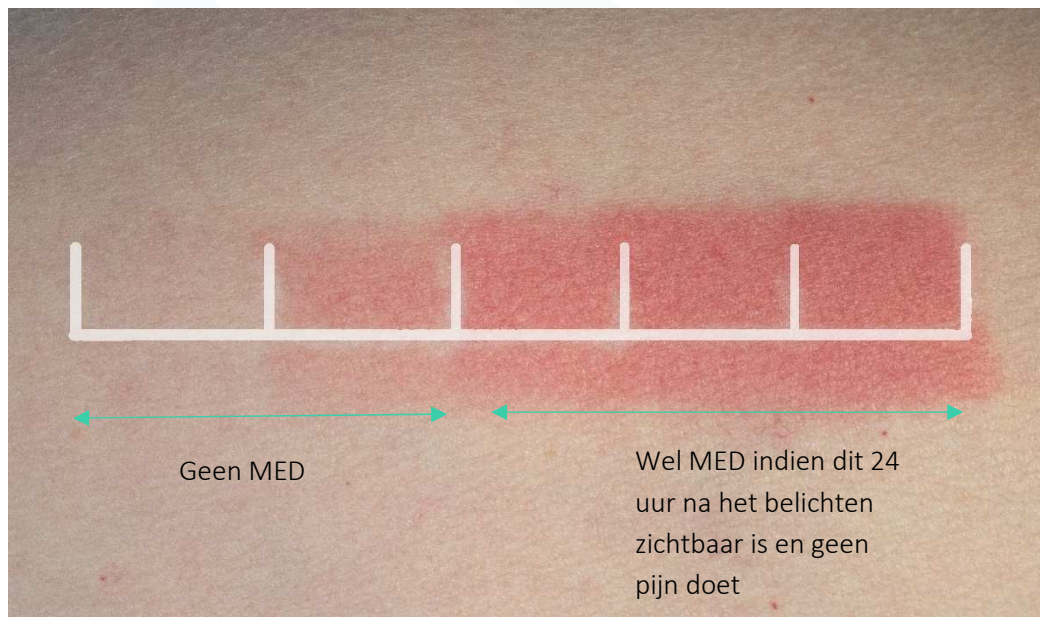 Geen MED
Wel MED indien dit 24
uur na het belichten
zichtbaar is en geen
pijn doet